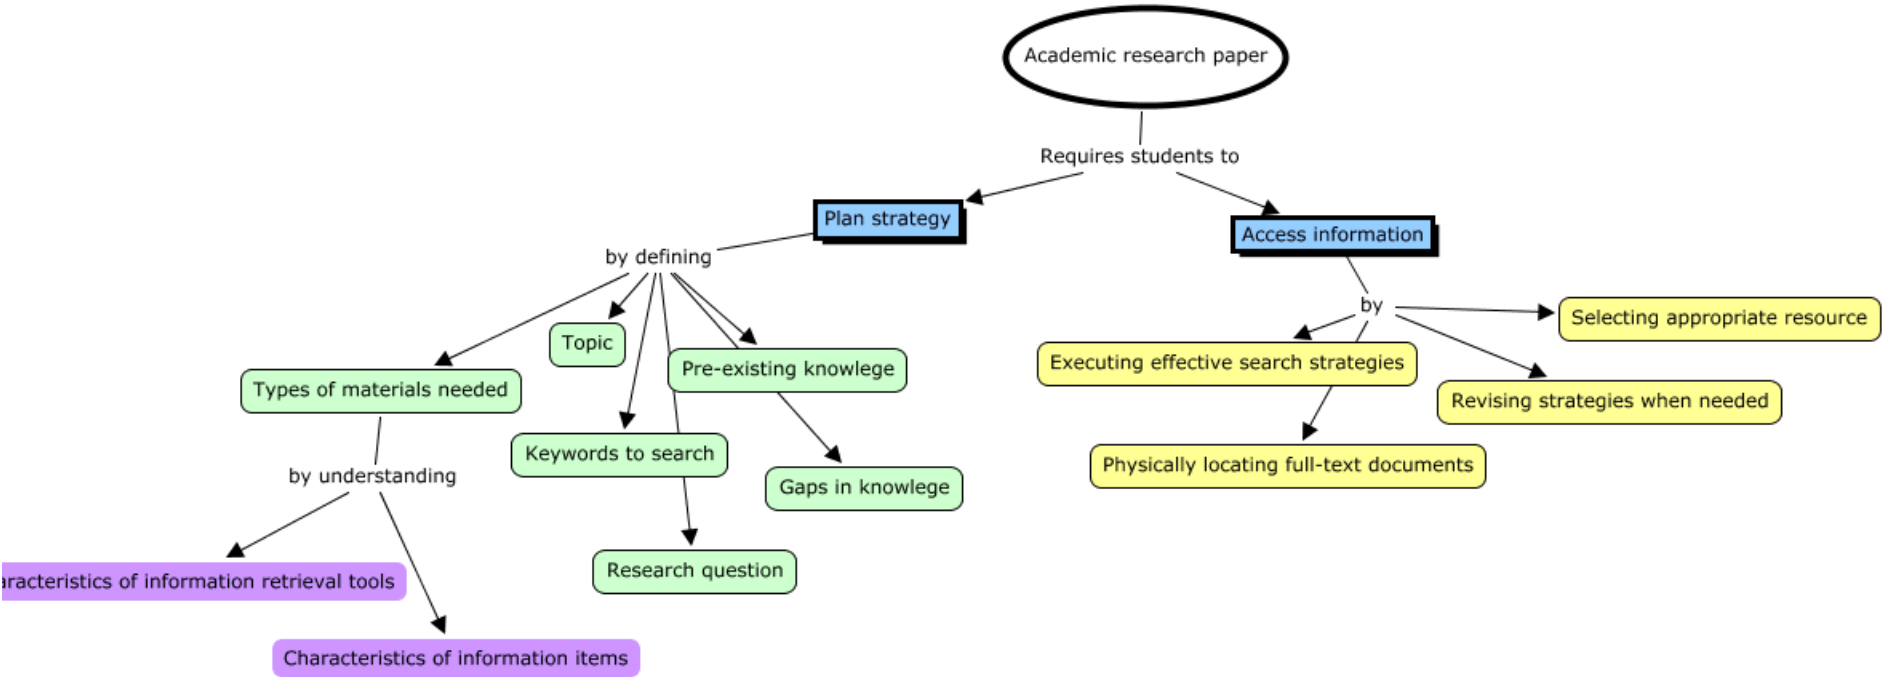 Academic research paper
Requires students to
Plan strategy
Access information
by defining
by
Selecting appropriate resource
Topic
Executing effective search strategies
Pre-existing knowlege
Types of materials needed
Revising strategies when needed
Keywords to search
Physically locating full-text documents
by understanding
Gaps in knowlege
Research question
of information retrieval tools
Characteristics of information items